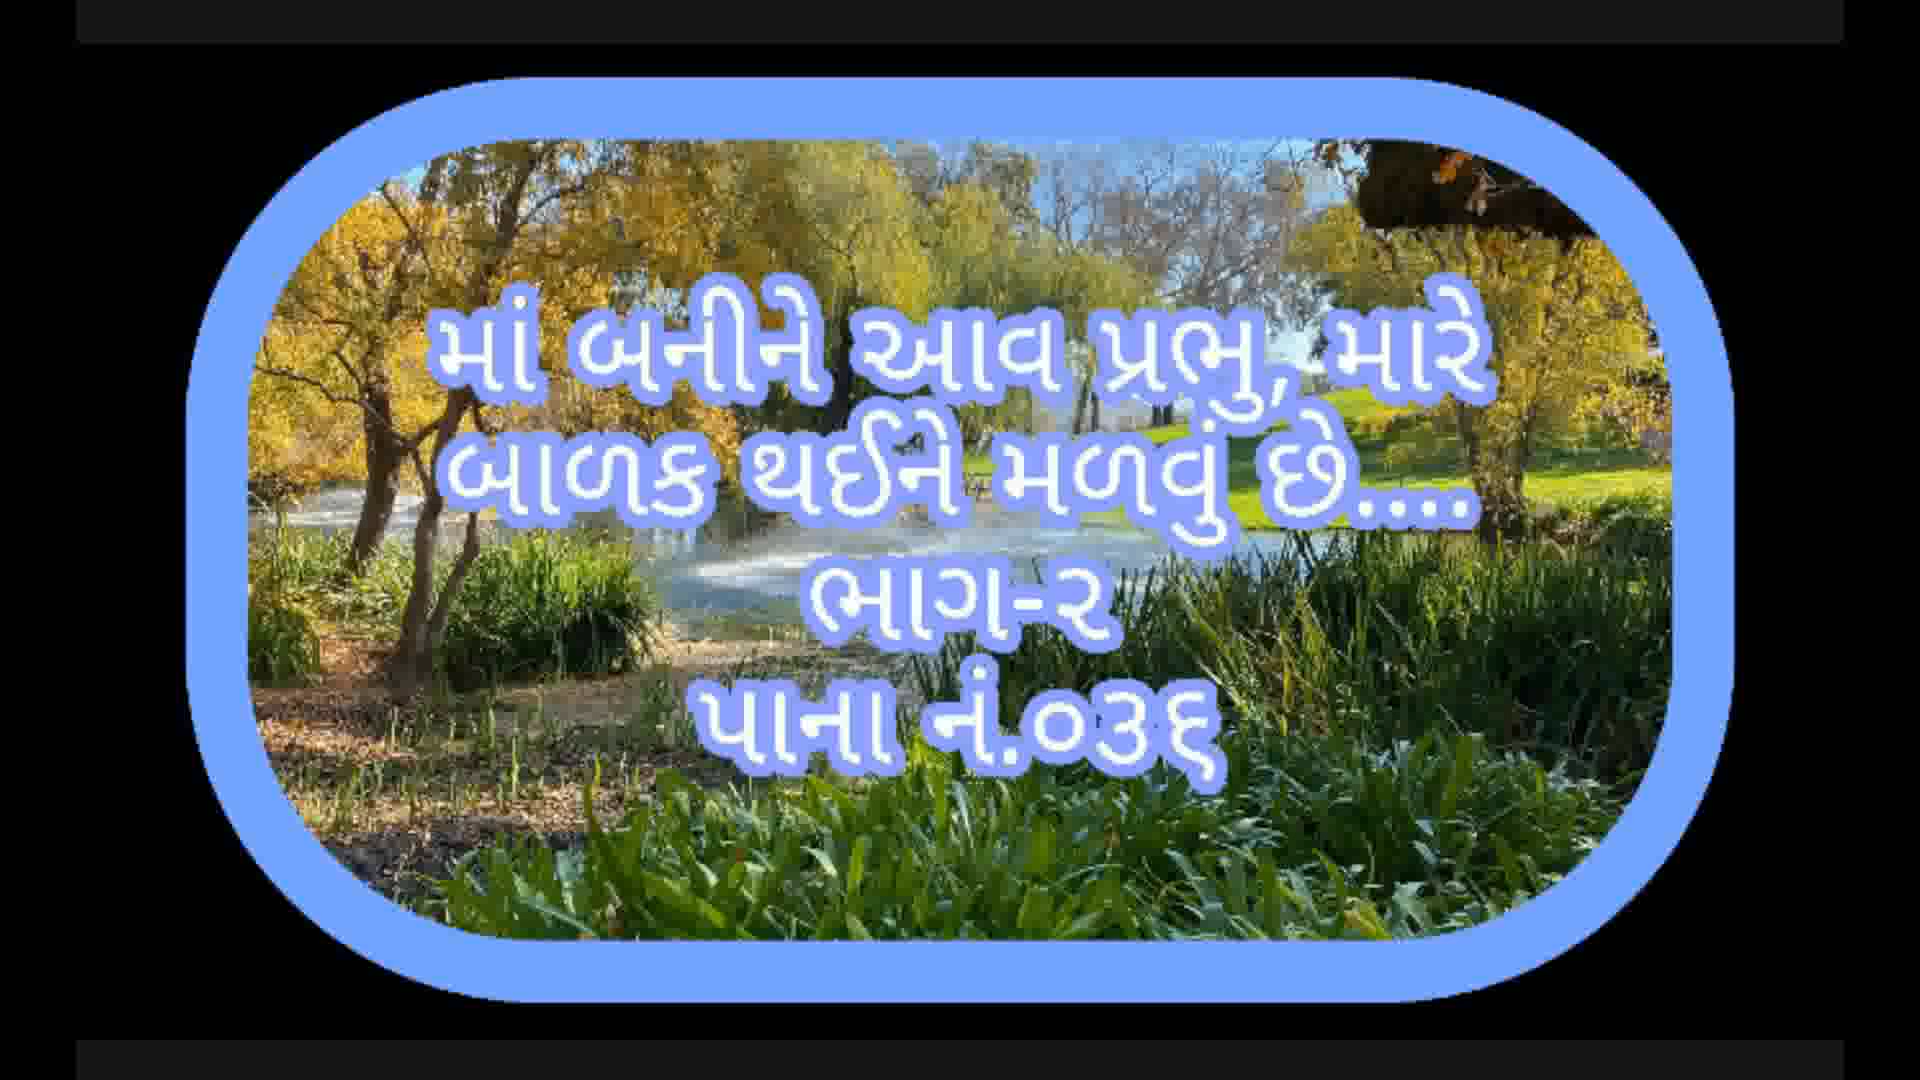 માં બનીને આવ પ્રભુ, મારે
બાળક થઈને મળવું છે....
ભાગ-૨
પાના નં.૦૩૬